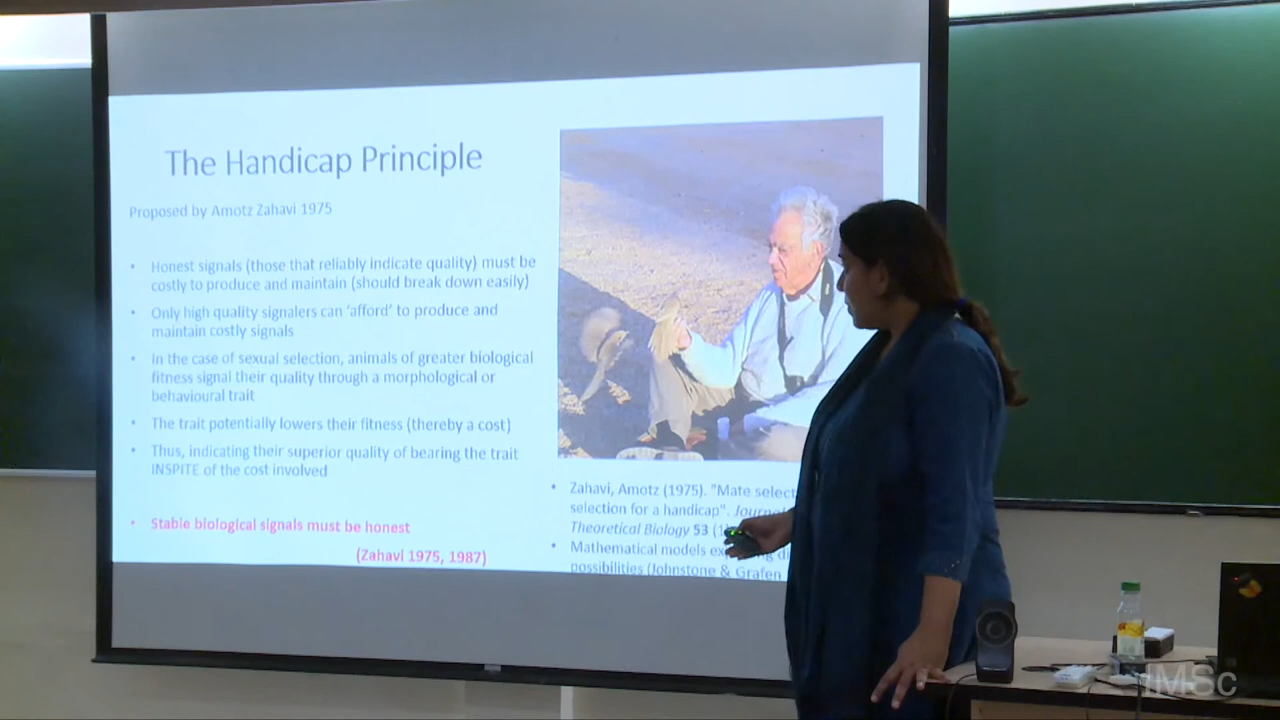 The Handicap Principle
Proposed by Amotz Zahavi 1975
• Honest signals (those that reliably indicate quality) must be
costly to produce and maintain (should break down easily)
• Only high quality signalers can 'afford' to produce and
maintain costly signals
• In the case of sexual selection, animals of greater biological
fitness signal their quality through a morphological or
behavioural trait
• The trait potentially lowers their fitness (thereby a cost)
• Thus, indicating their superior quality of bearing the trait
INSPITE of the cost involved
• Stable biological signals must be honest
(Zahavi 1975, 1987)
• Zahavi, Amotz (1975). "Mate select
selection for a handicap". Journal
Theoretical Biology 53 (1
• Mathematical models ex
possibilities (Johnstone & Grafen
IMSc